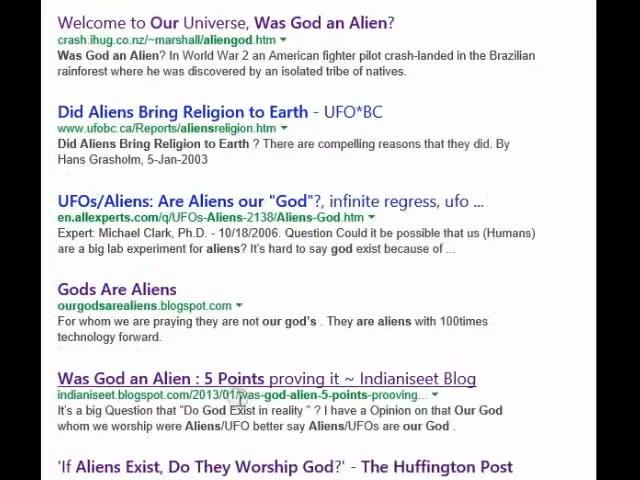 Welcome to Our Universe, Was God an Alien?
crash.ihug.co.nz/~marshall/aliengod.htm
Was God an Alien? In World War 2 an American fighter pilot crash-landed in the Brazilian
rainforest where he was discovered by an isolated tribe of natives.
Did Aliens Bring Religion to Earth - UFO*BC
www.ufobc.ca/Reports/aliensreligion.htm
Did Aliens Bring Religion to Earth ? There are compelling reasons that they did. By
Hans Grasholm, 5-Jan-2003
UFOs/Aliens: Are Aliens our "God"?, infinite regress, ufo ...
en.allexperts.com/q/UFOs-Aliens-2138/Aliens-God.htm
Expert: Michael Clark, Ph.D. - 10/18/2006. Question Could it be possible that us (Humans)
are a big lab experiment for aliens? It's hard to say god exist because of ...
Gods Are Aliens
ourgodsarealiens.blogspot.com
For whom we are praying they are not our god's . They are aliens with 100times
technology forward.
Was God an Alien : 5 Points proving it ~ Indianiseet Blog
indianiseet.blogspot.com/2013/01/was-god-alien-5-points-prooving...
It's a big Question that "Do God Exist in reality " ? I have a Opinion on that Our God
whom we worship were Aliens/UFO better say Aliens/UFOs are our God .
'If Aliens Exist, Do They Worship God?' - The Huffington Post